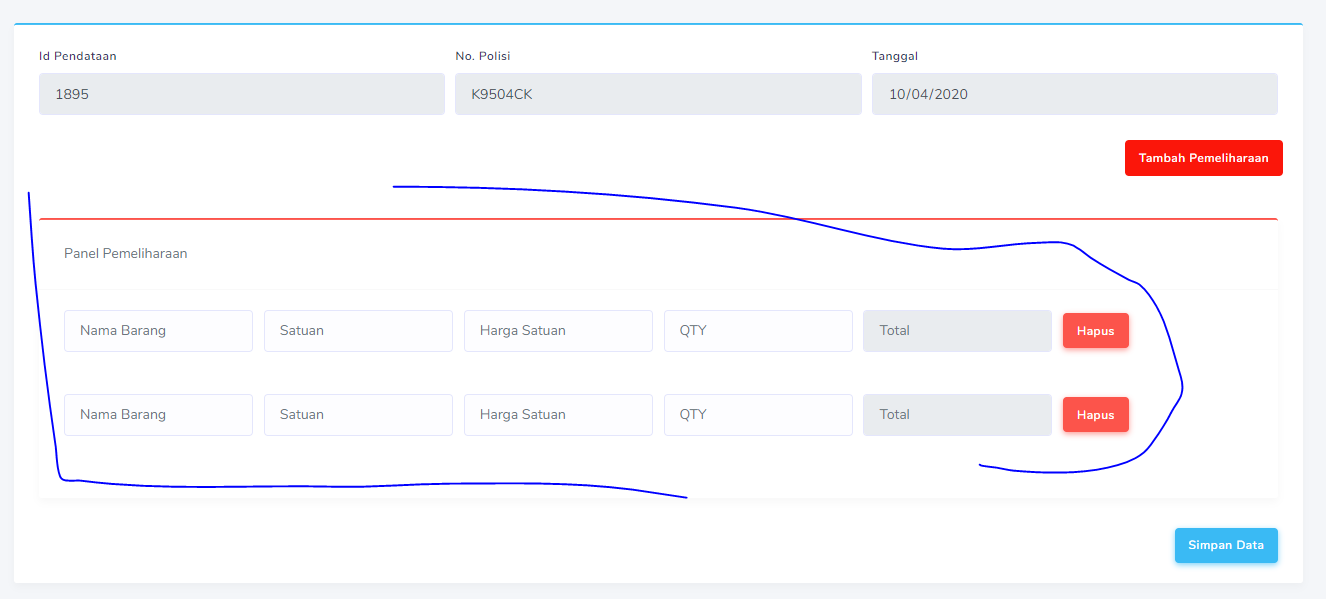 Id Pendataan No. Polisi Tanggal
1895 K9504CK 10/04/2020
Tambah Pemeliharaan
Panel Pemeliharaan
Nama Barang Satuan Harga Satuan QTY Total Hapus
Nama Barang Satuan Harga Satuan QTY Total Hapus
Simpan Data